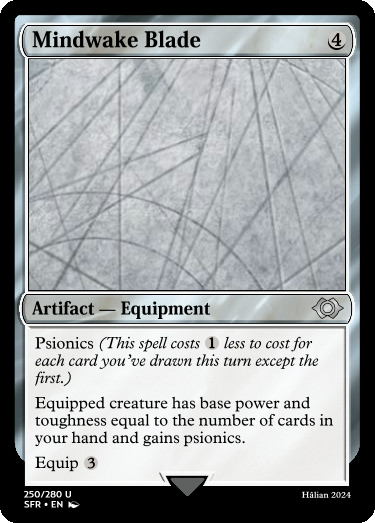 Mindwake Blade 4
Artifact — Equipment
Psionics (This spell costs 1 less to cost for
each card you've drawn this turn except the
first.)
Equipped creature has base power and
toughness equal to the number of cards in
your hand and gains psionics.
Equip 3
250/280 U
SFR • EN Hâlian 2024